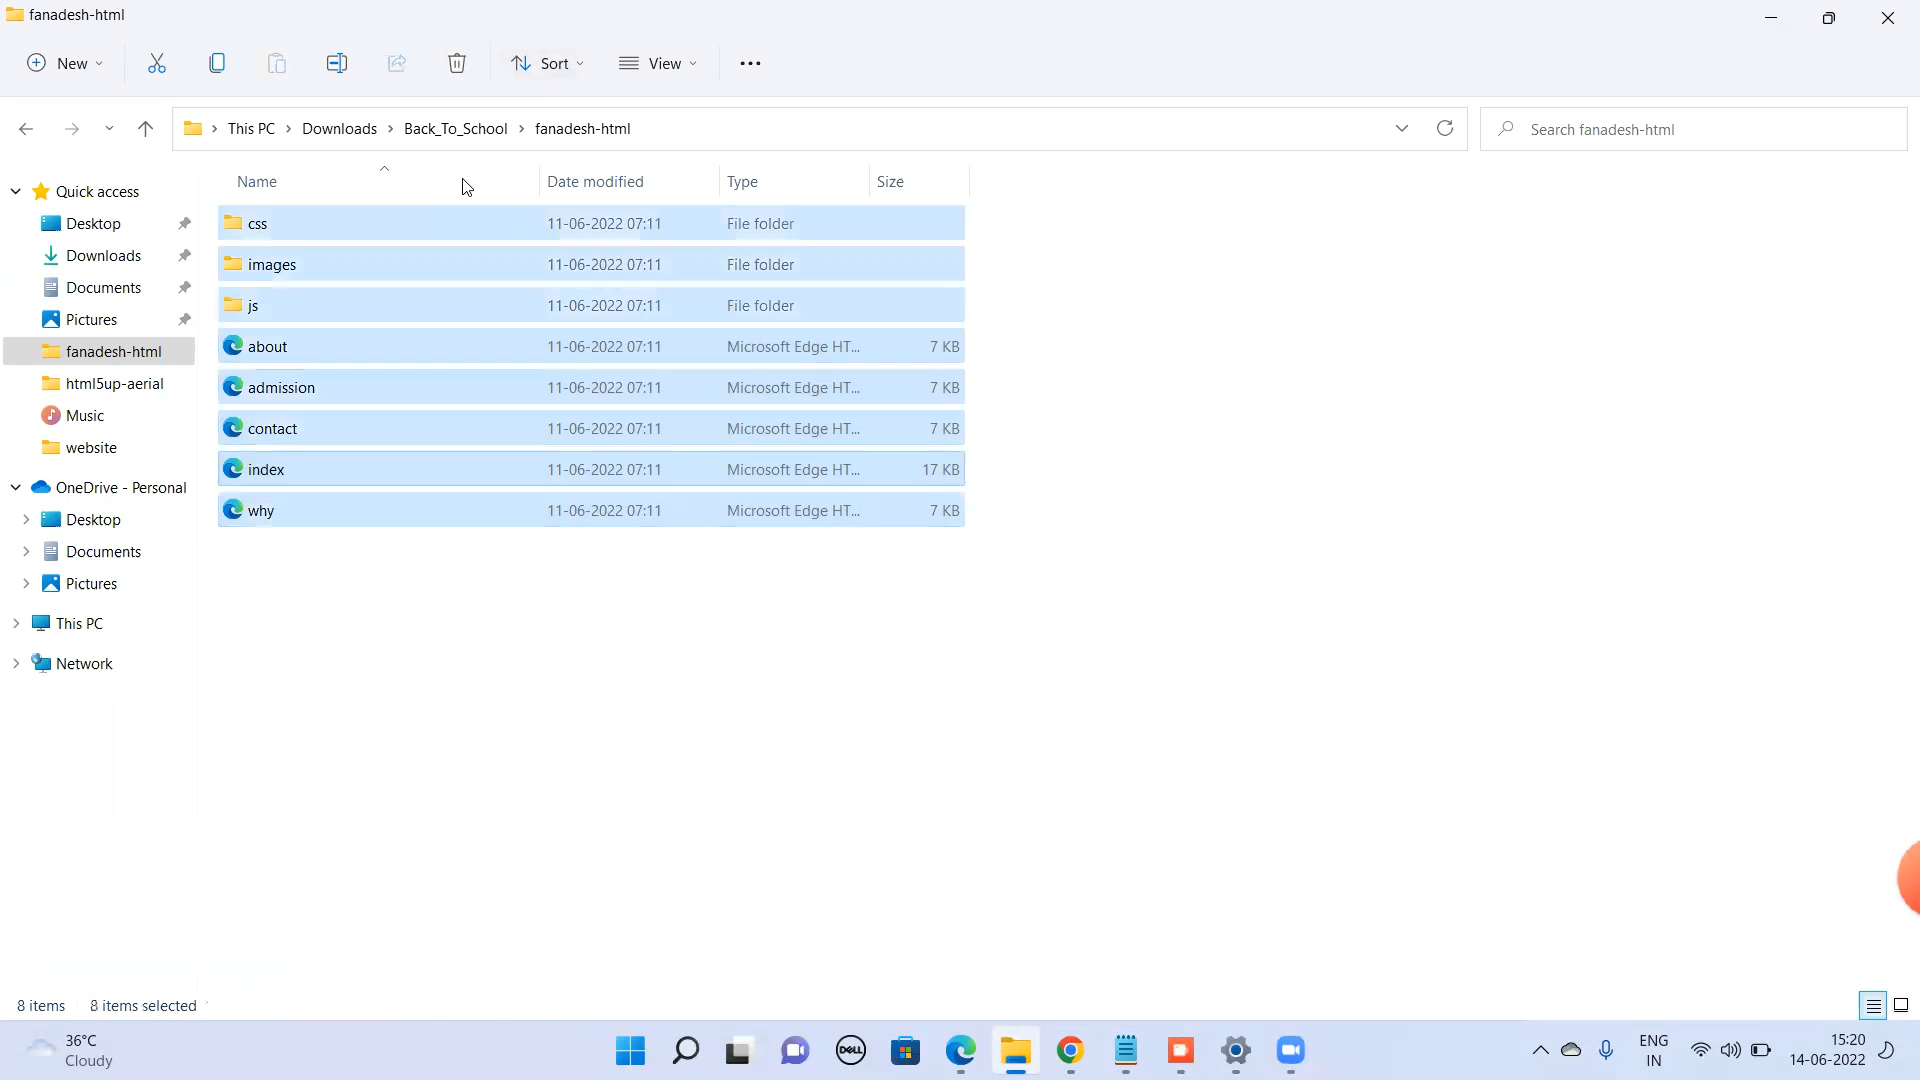 fanadesh-html
New
Sort
View
This PC
Downloads
Back_To_School
fanadesh-html
Search fanadesh-html
Name
Date modified
Type
Size
Quick access
Desktop
Downloads
Documents
Pictures
fanadesh-html
html5up-aerial
Music
website
OneDrive - Personal
Desktop
Documents
Pictures
This PC
Network
css 11-06-2022 07:11 File folder
images 11-06-2022 07:11 File folder
js 11-06-2022 07:11 File folder
about 11-06-2022 07:11 Microsoft Edge HT... 7 KB
admission 11-06-2022 07:11 Microsoft Edge HT... 7 KB
contact 11-06-2022 07:11 Microsoft Edge HT... 7 KB
index 11-06-2022 07:11 Microsoft Edge HT... 17 KB
why 11-06-2022 07:11 Microsoft Edge HT... 7 KB
8 items 8 items selected
36°C
Cloudy
DELL
ENG
IN
15:20
14-06-2022